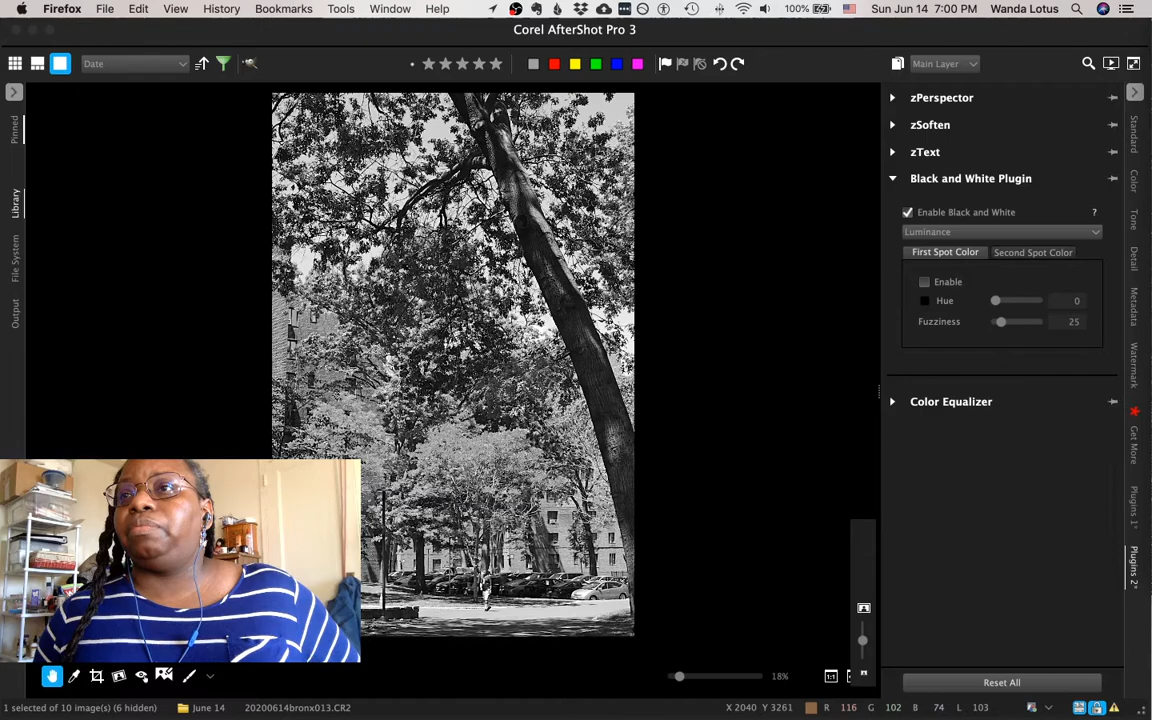 Firefox File Edit View History Bookmarks Tools Window Help 100% Sun Jun 14 7:00 PM Wanda Lotus
Corel AfterShot Pro 3
Date Main Layer
Pinned
Library
File System
Output
zPerspector
zSoften
zText
Black and White Plugin
Enable Black and White ?
Luminance
First Spot Color Second Spot Color
Enable
Hue 0
Fuzziness 25
Color Equalizer
Reset All
Standard
Color
Tone
Detail
Metadata
Watermark
Get More
Plugins 1*
Plugins 2*
18% 1:1
1 selected of 10 image(s) (6 hidden) June 14 20200614bronx013.CR2 X 2040 Y 3261 R 116 G 102 B 74 L 103